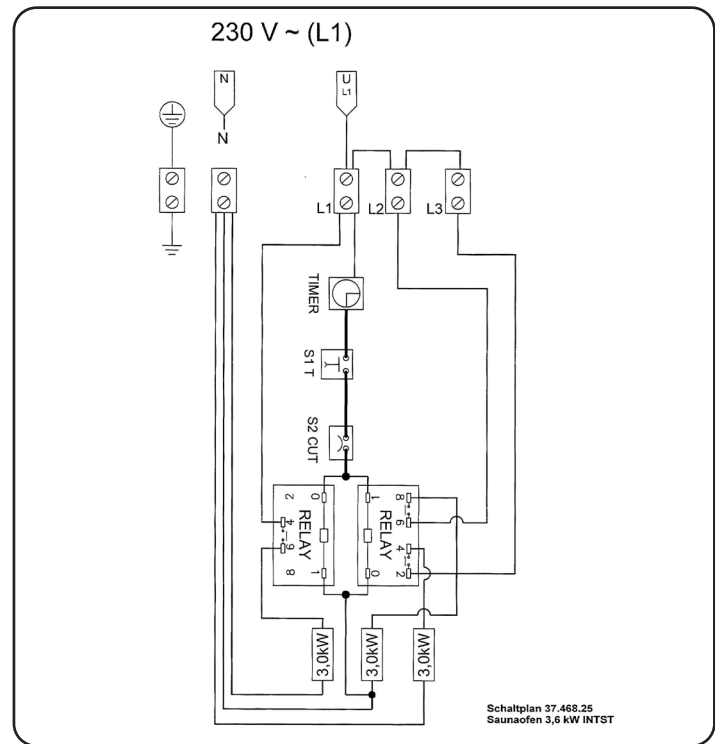 230 V ~ (L1)
N
U
L1
N
L1
L2
L3
TIMER
S1 T
S2 CUT
2 0
4
RELAY
6
8 1
1 8
6
RELAY
4
0 2
3,0kW
3,0kW
3,0kW
Schaltplan 37.468.25
Saunaofen 3,6 kW INTST